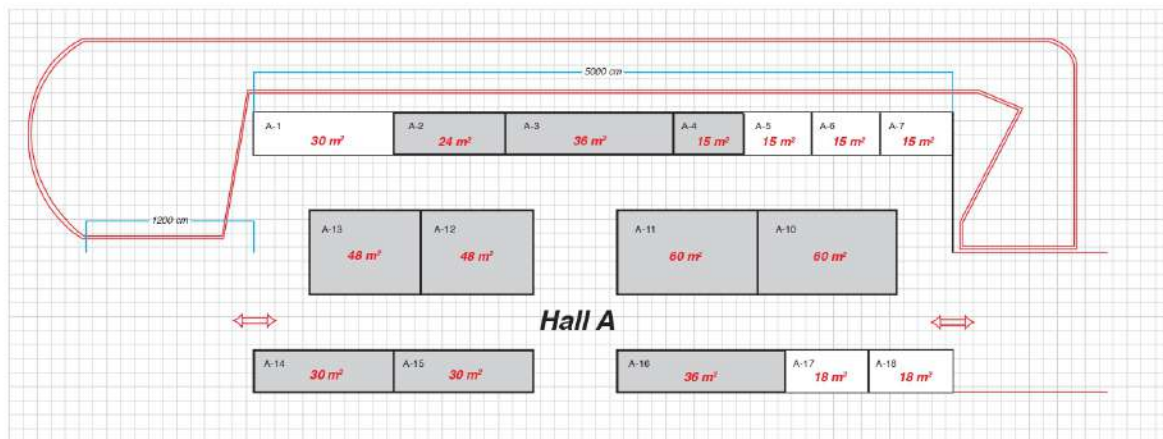 5000 cm
A-1
30 m²
A-2
24 m²
A-3
36 m²
A-4
15 m²
A-5
15 m²
A-6
15 m²
A-7
15 m²
1200 cm
A-13
48 m²
A-12
48 m²
A-11
60 m²
A-10
60 m²
Hall A
A-14
30 m²
A-15
30 m²
A-16
36 m²
A-17
18 m²
A-18
18 m²